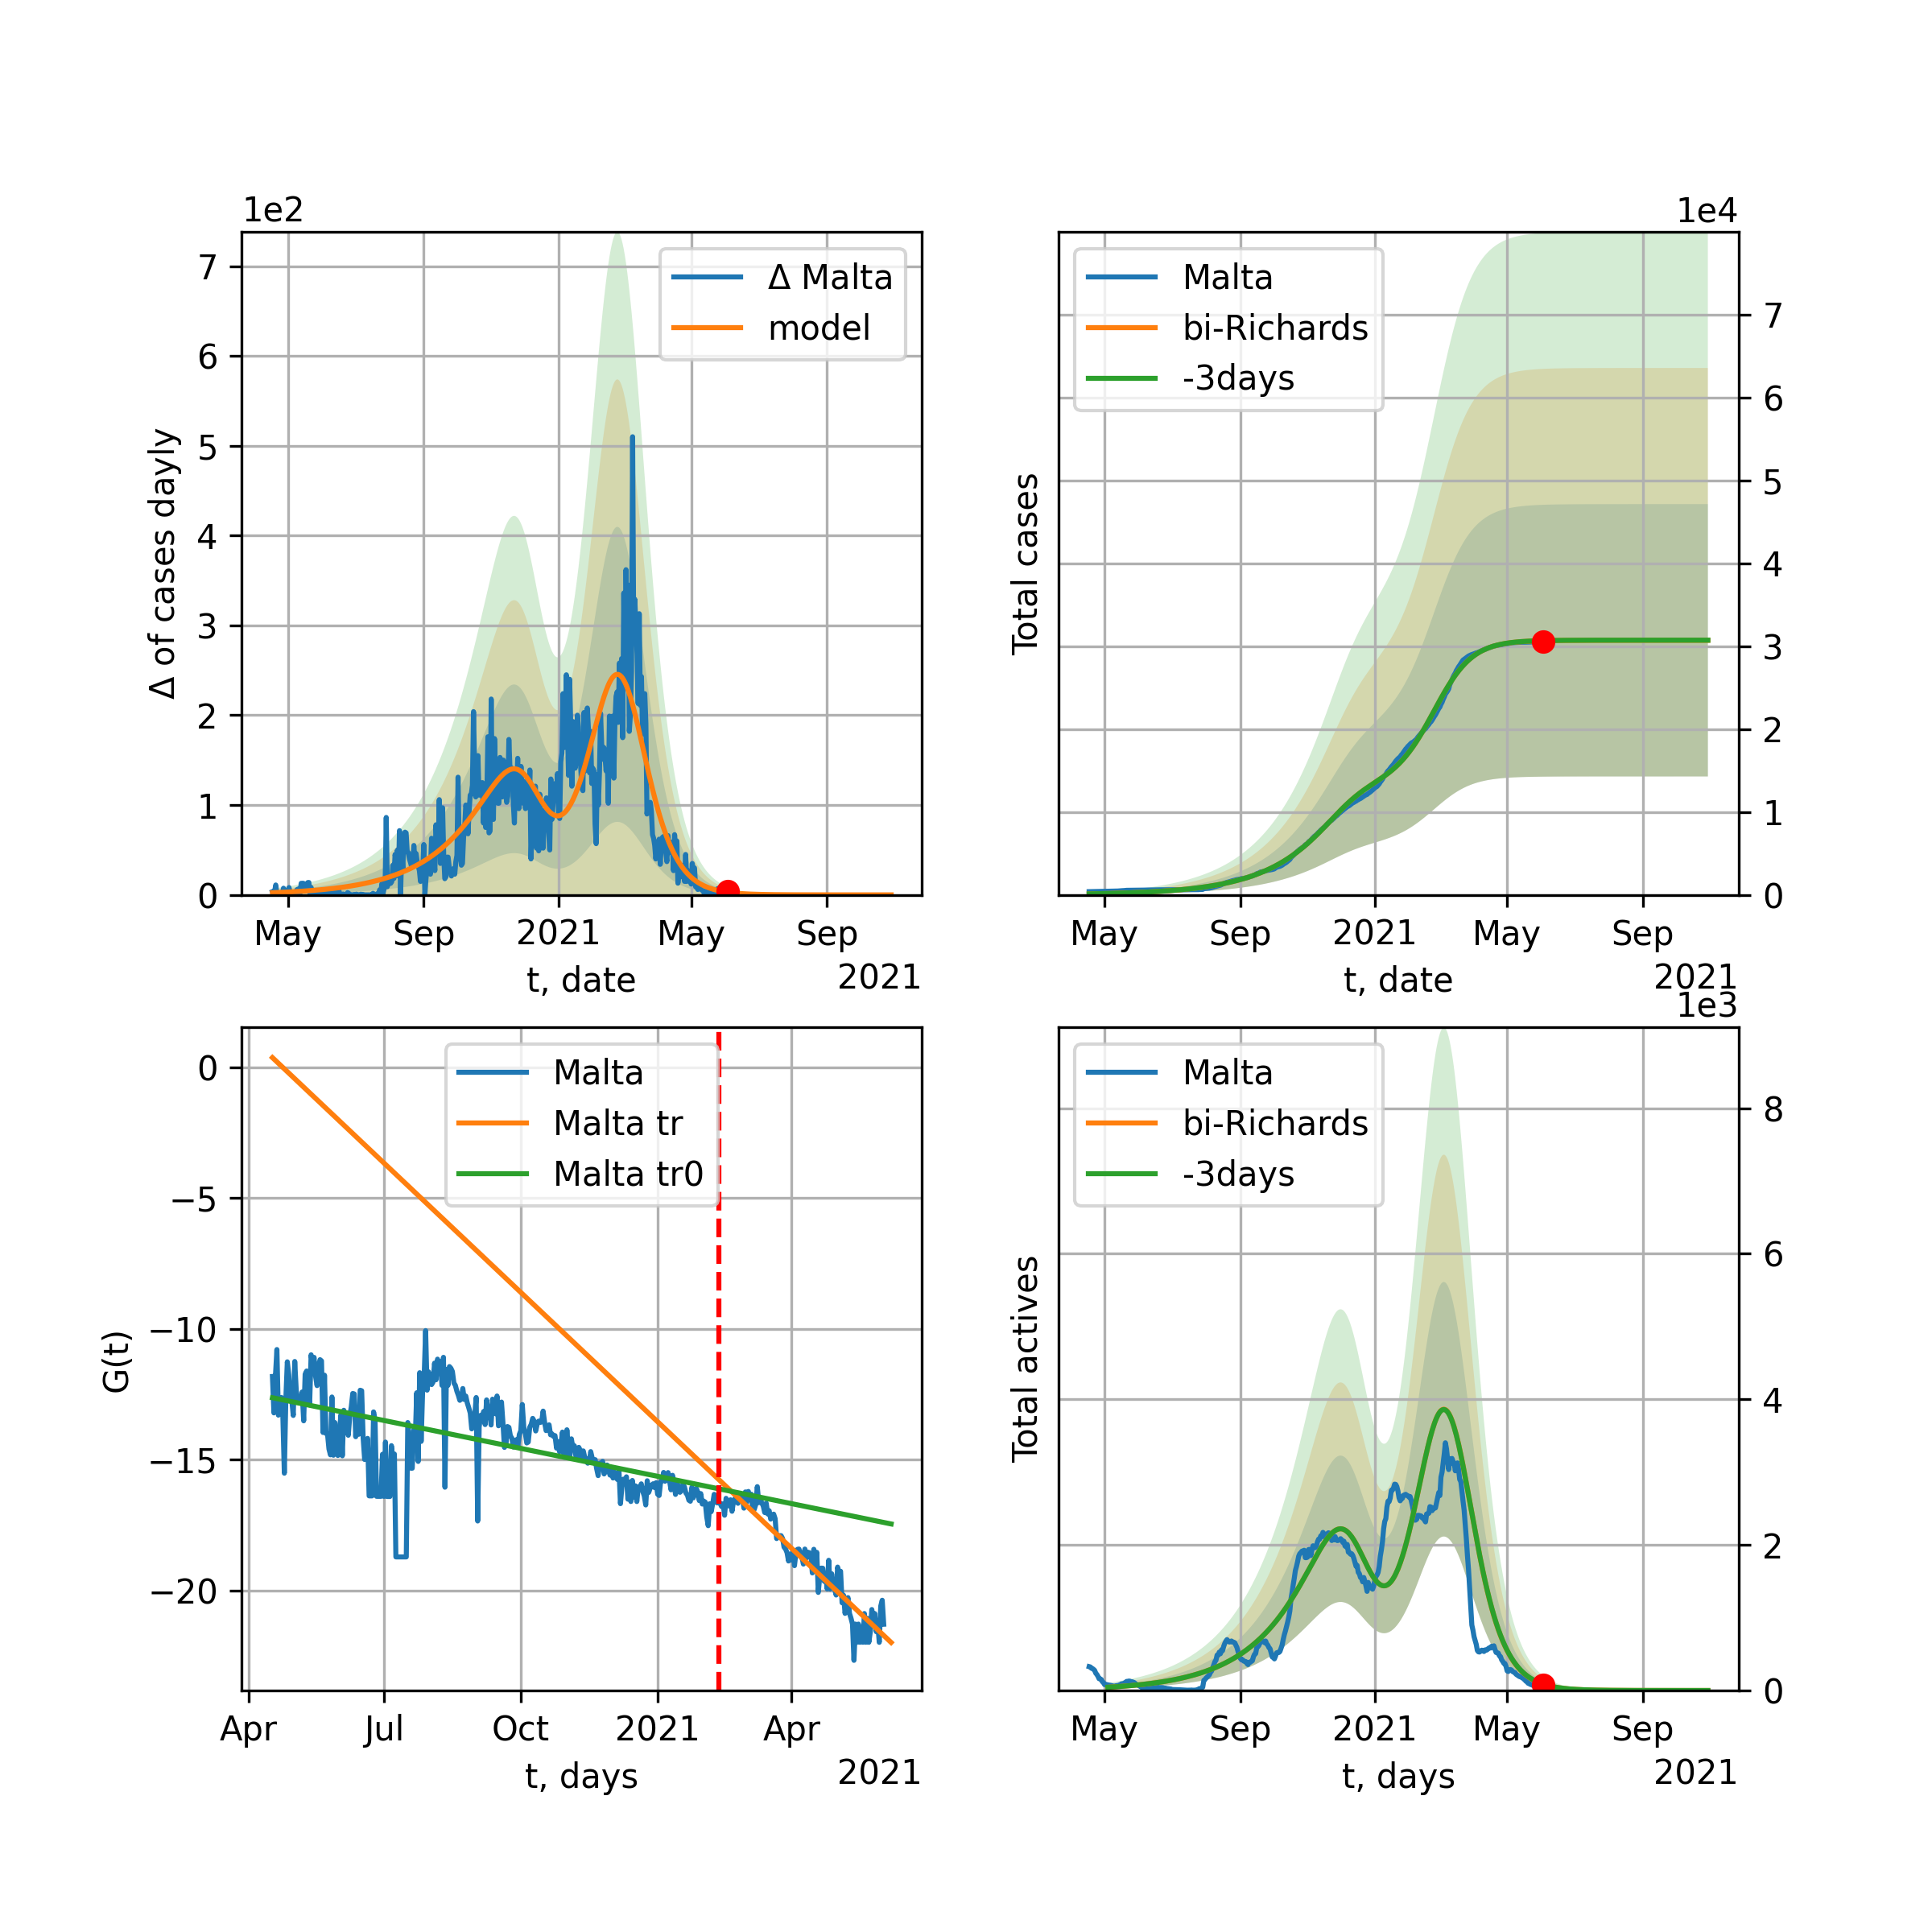 1e2
Δ of cases dayly
7
6
5
4
3
2
1
0
Δ Malta
model
May
Sep
2021
May
Sep
t, date
2021
1e4
Total cases
Malta
bi-Richards
-3days
7
6
5
4
3
2
1
0
May
Sep
2021
May
Sep
t, date
2021
G(t)
0
−5
−10
−15
−20
Malta
Malta tr
Malta tr0
Apr
Jul
Oct
2021
Apr
t, days
2021
1e3
Total actives
Malta
bi-Richards
-3days
8
6
4
2
0
May
Sep
2021
May
Sep
t, days
2021